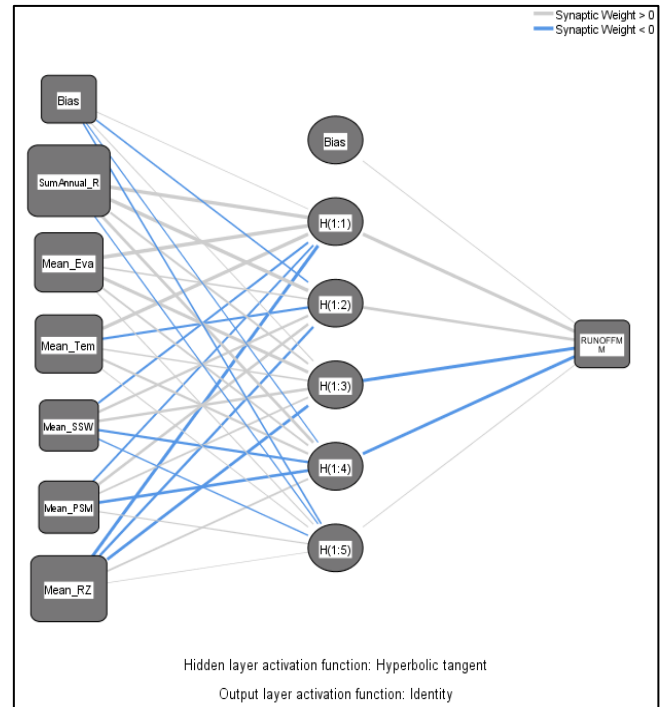 Synaptic Weight > 0
Synaptic Weight < 0
Bias
SumAnnual_R
Mean_Eva
Mean_Tem
Mean_SSW
Mean_PSM
Mean_RZ
Bias
H(1:1)
H(1:2)
H(1:3)
H(1:4)
H(1:5)
RUNOFFM
M
Hidden layer activation function: Hyperbolic tangent
Output layer activation function: Identity